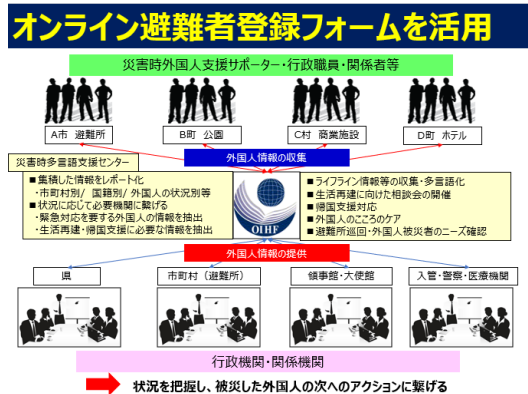 オンライン避難者登録フォームを活用
災害時外国人支援サポーター・行政職員・関係者等
A市 避難所
B町 公園
C村 商業施設
D町 ホテル
外国人情報の収集
災害時多言語支援センター
■集積した情報をレポート化
・市町村別/ 国籍別/ 外国人の状況別等
■状況に応じて必要機関に繋げる
・緊急対応を要する外国人の情報を抽出
・生活再建・帰国支援に必要な情報を抽出
OIHF
■ライフライン情報等の収集・多言語化
■生活再建に向けた相談会の開催
■帰国支援対応
■外国人のこころのケア
■避難所巡回・外国人被災者のニーズ確認
外国人情報の提供
県
市町村（避難所）
領事館・大使館
入管・警察・医療機関
行政機関・関係機関
状況を把握し、被災した外国人の次へのアクションに繋げる